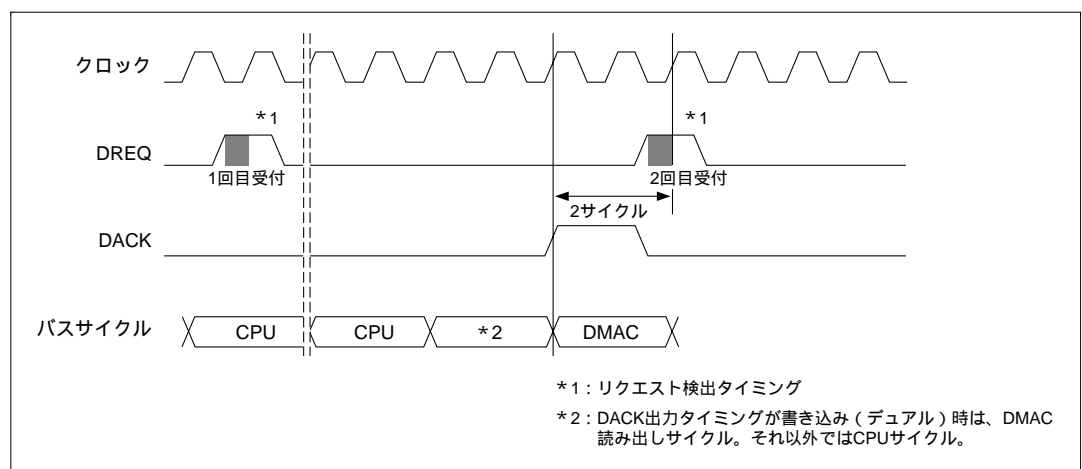 クロック
*1
*1
DREQ
1回目受付
2回目受付
2サイクル
DACK
バスサイクル
CPU
CPU
*2
DMAC
*1：リクエスト検出タイミング
*2：DACK出力タイミングが書き込み（デュアル）時は、DMAC
読み出しサイクル。それ以外ではCPUサイクル。